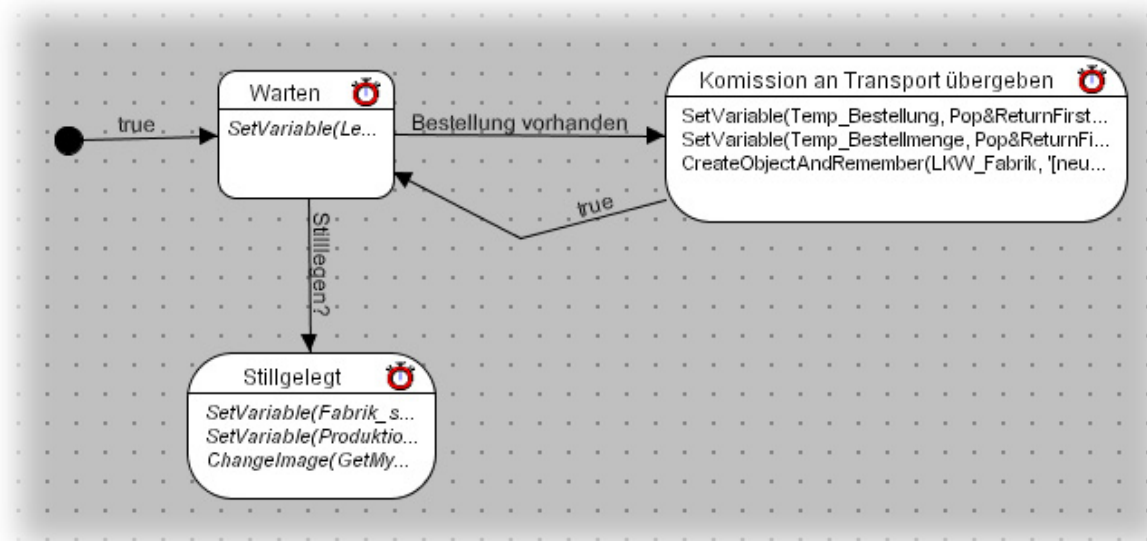 Warten
true
SetVariable(Le...
Bestellung vorhanden
Komission an Transport übergeben
SetVariable(Temp_Bestellung, Pop&ReturnFirst...
SetVariable(Temp_Bestellmenge, Pop&ReturnFi...
CreateObjectAndRemember(LKW_Fabrik, '[neu...
true
Stilllegen?
Stillgelegt
SetVariable(Fabrik_s...
SetVariable(Produktio...
ChangeImage(GetMy...